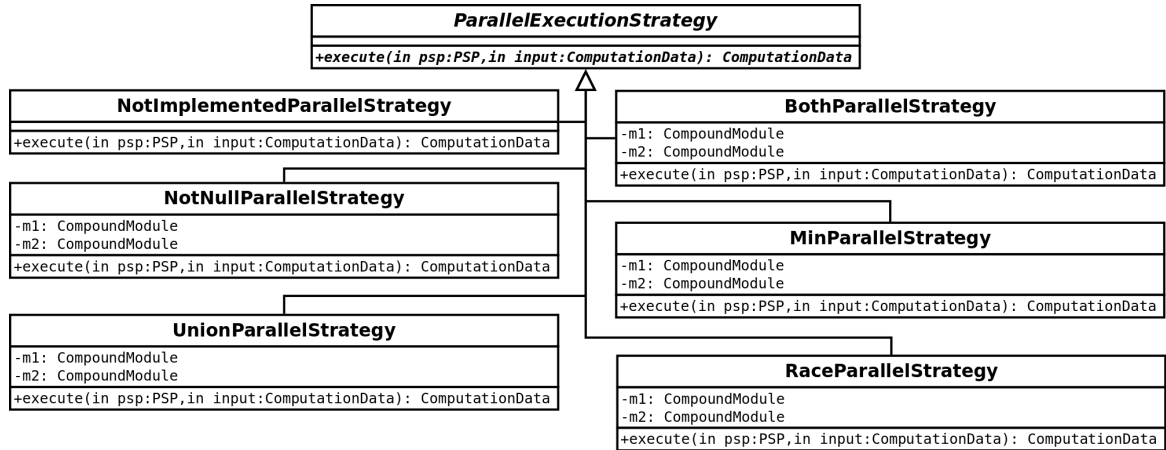 ParallelExecutionStrategy
+execute(in psp:PSP,in input:ComputationData): ComputationData
NotImplementedParallelStrategy
+execute(in psp:PSP,in input:ComputationData): ComputationData
BothParallelStrategy
-m1: CompoundModule
-m2: CompoundModule
+execute(in psp:PSP,in input:ComputationData): ComputationData
NotNullParallelStrategy
-m1: CompoundModule
-m2: CompoundModule
+execute(in psp:PSP,in input:ComputationData): ComputationData
MinParallelStrategy
-m1: CompoundModule
-m2: CompoundModule
+execute(in psp:PSP,in input:ComputationData): ComputationData
UnionParallelStrategy
-m1: CompoundModule
-m2: CompoundModule
+execute(in psp:PSP,in input:ComputationData): ComputationData
RaceParallelStrategy
-m1: CompoundModule
-m2: CompoundModule
+execute(in psp:PSP,in input:ComputationData): ComputationData